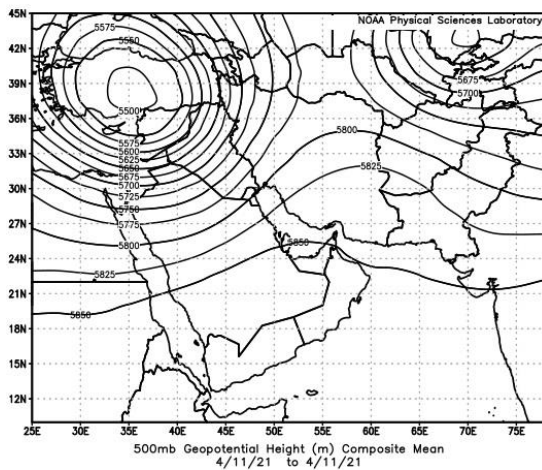 NOAA Physical Sciences Laboratory
45N
42N
39N
36N
33N
30N
27N
24N
21N
18N
15N
12N
5575
5550
5500
5575
5600
5625
5650
5675
5700
5725
5750
5775
5800
5825
5850
5675
5700
5800
5825
5850
25E 30E 35E 40E 45E 50E 55E 60E 65E 70E 75E
500mb Geopotential Height (m) Composite Mean
4/11/21 to 4/11/21